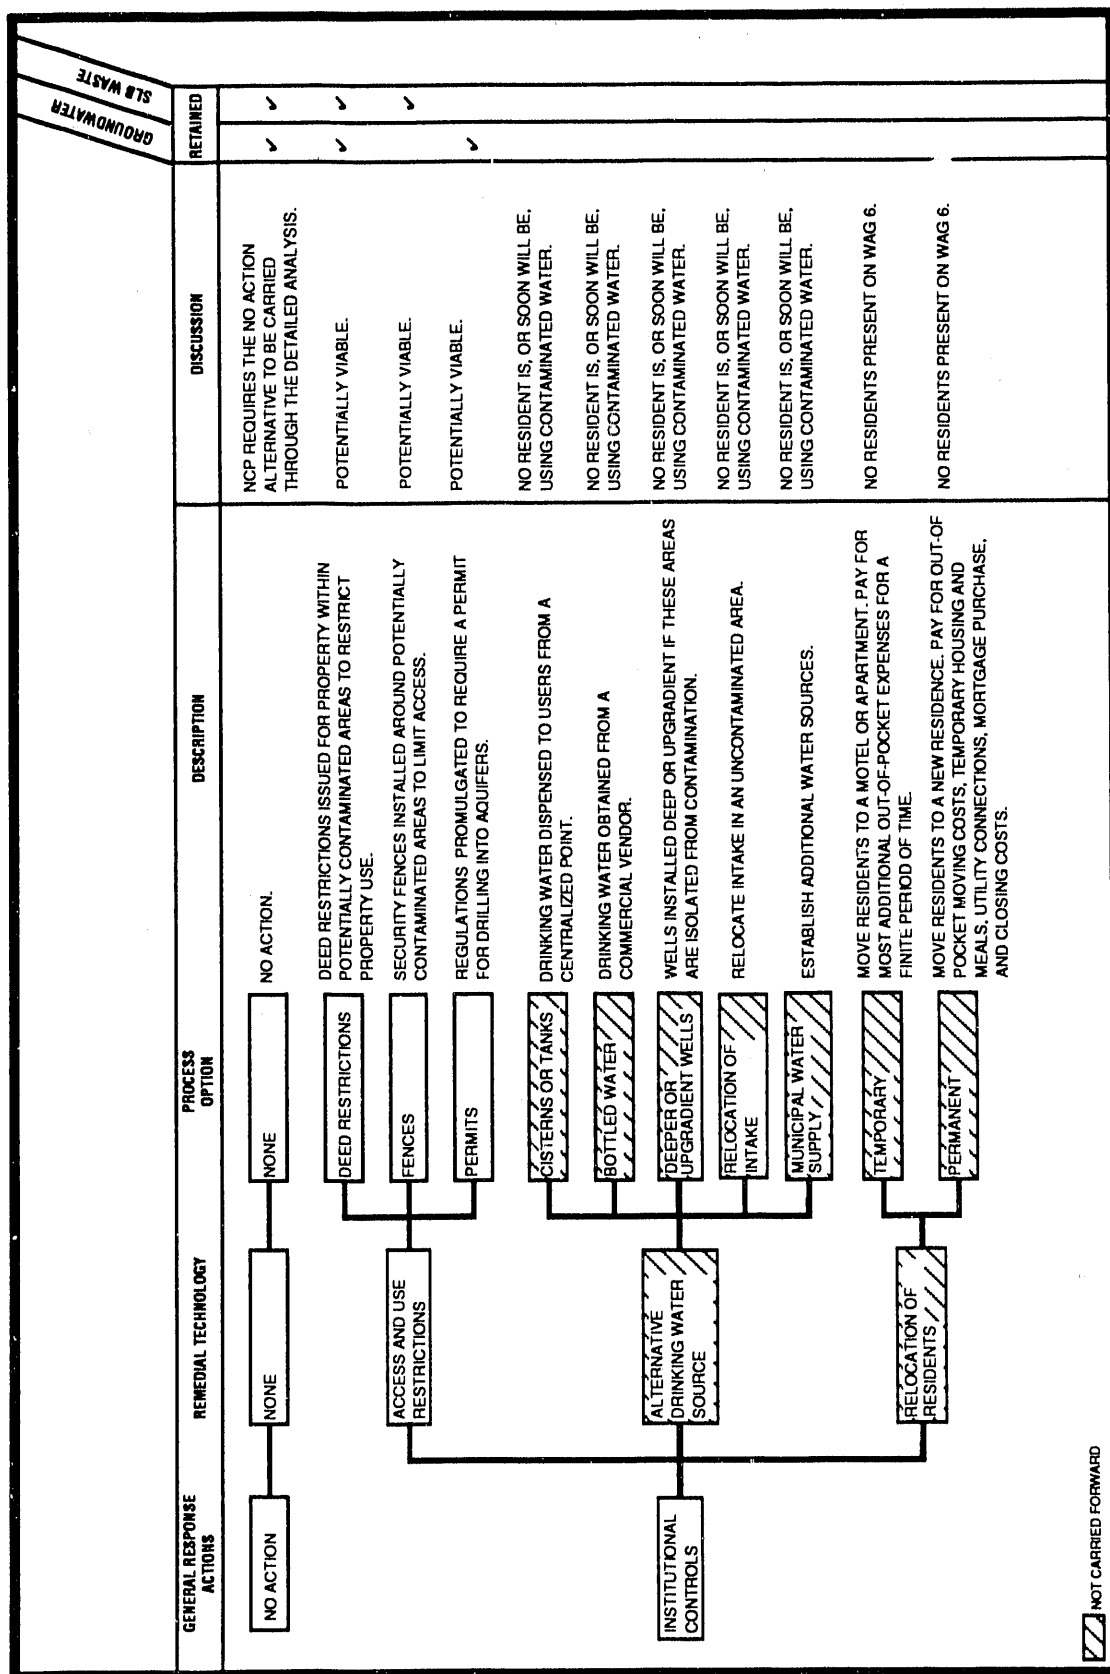 GROUNDWATER
SLB WASTE
GENERAL RESPONSE
ACTIONS
REMEDIAL TECHNOLOGY
PROCESS
OPTION
DESCRIPTION
DISCUSSION
RETAINED
NO ACTION
NONE
NONE
NO ACTION.
NCP REQUIRES THE NO ACTION
ALTERNATIVE TO BE CARRIED
THROUGH THE DETAILED ANALYSIS.
✓ ✓
INSTITUTIONAL
CONTROLS
ACCESS AND USE
RESTRICTIONS
DEED RESTRICTIONS
DEED RESTRICTIONS ISSUED FOR PROPERTY WITHIN
POTENTIALLY CONTAMINATED AREAS TO RESTRICT
PROPERTY USE.
POTENTIALLY VIABLE.
✓ ✓
FENCES
SECURITY FENCES INSTALLED AROUND POTENTIALLY
CONTAMINATED AREAS TO LIMIT ACCESS.
POTENTIALLY VIABLE.
✓
PERMITS
REGULATIONS PROMULGATED TO REQUIRE A PERMIT
FOR DRILLING INTO AQUIFERS.
POTENTIALLY VIABLE.
✓
ALTERNATIVE
DRINKING WATER
SOURCE
CISTERNS OR TANKS
DRINKING WATER DISPENSED TO USERS FROM A
CENTRALIZED POINT.
NO RESIDENT IS, OR SOON WILL BE,
USING CONTAMINATED WATER.
BOTTLED WATER
DRINKING WATER OBTAINED FROM A
COMMERCIAL VENDOR.
NO RESIDENT IS, OR SOON WILL BE,
USING CONTAMINATED WATER.
DEEPER OR
UPGRADIENT WELLS
WELLS INSTALLED DEEP OR UPGRADIENT IF THESE AREAS
ARE ISOLATED FROM CONTAMINATION.
NO RESIDENT IS, OR SOON WILL BE,
USING CONTAMINATED WATER.
RELOCATION OF
INTAKE
RELOCATE INTAKE IN AN UNCONTAMINATED AREA.
NO RESIDENT IS, OR SOON WILL BE,
USING CONTAMINATED WATER.
MUNICIPAL WATER
SUPPLY
ESTABLISH ADDITIONAL WATER SOURCES.
NO RESIDENT IS, OR SOON WILL BE,
USING CONTAMINATED WATER.
RELOCATION OF
RESIDENTS
TEMPORARY
MOVE RESIDENTS TO A MOTEL OR APARTMENT. PAY FOR
MOST ADDITIONAL OUT-OF-POCKET EXPENSES FOR A
FINITE PERIOD OF TIME.
NO RESIDENTS PRESENT ON WAG 6.
PERMANENT
MOVE RESIDENTS TO A NEW RESIDENCE. PAY FOR OUT-OF
POCKET MOVING COSTS, TEMPORARY HOUSING AND
MEALS, UTILITY CONNECTIONS, MORTGAGE PURCHASE,
AND CLOSING COSTS.
NO RESIDENTS PRESENT ON WAG 6.
NOT CARRIED FORWARD